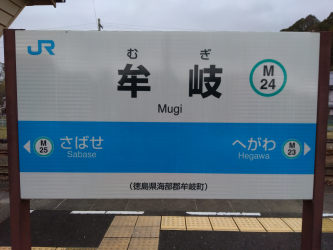 JR
むぎ
牟岐
Mugi
M
24
M
25
さばせ
Sabase
へがわ
Hegawa
M
23
(徳島県海部郡牟岐町)